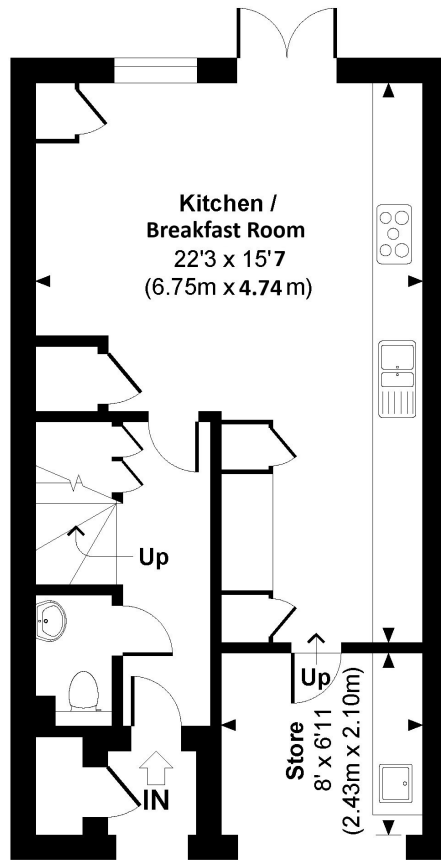 Kitchen /
Breakfast Room
22'3 x 15'7
(6.75m x 4.74 m)
Up
Up
Store
8' x 6'11
(2.43m x 2.10m)
IN